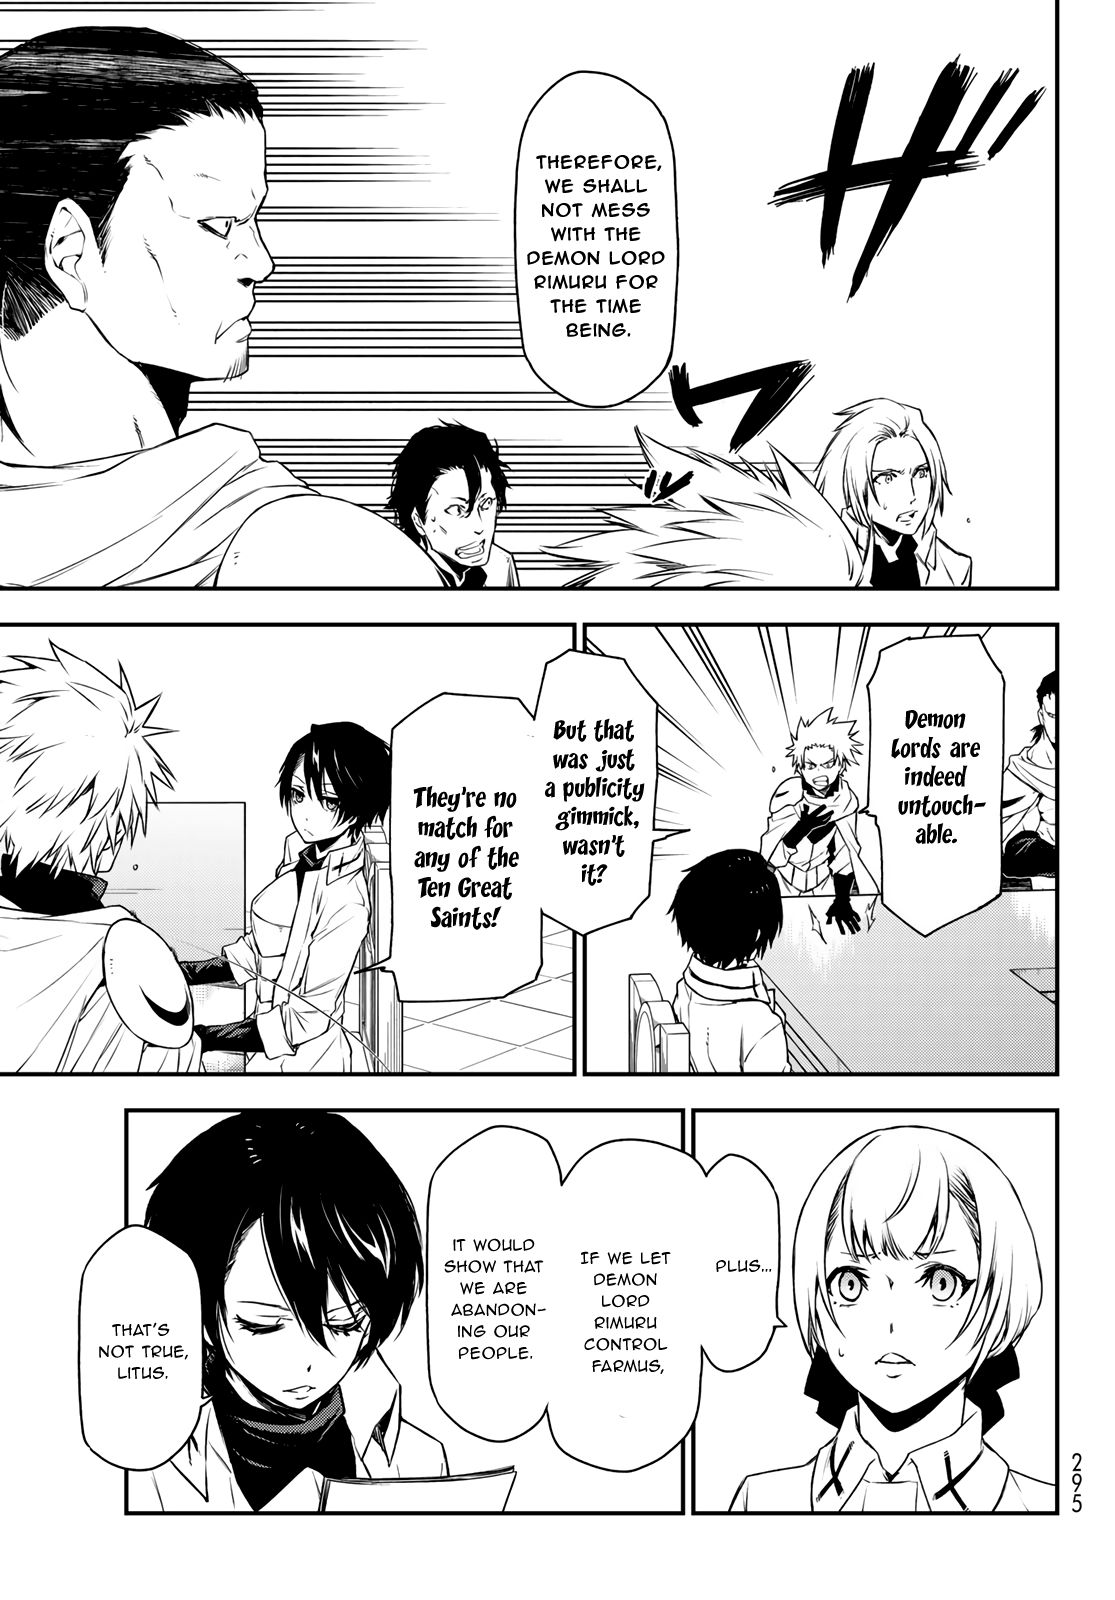 ザワッ
THEREFORE,
WE SHALL
NOT MESS
WITH THE
DEMON LORD
RIMURU FOR
THE TIME
BEING.
Demon
Lords are
indeed
untouch-
able.
But that
was just
a publicity
gimmick,
wasn't
it?
They're no
match for
any of the
Ten Great
Saints!
PLUS...
IF WE LET
DEMON
LORD
RIMURU
CONTROL
FARMUS,
IT WOULD
SHOW THAT
WE ARE
ABANDON-
ING OUR
PEOPLE.
THAT'S
NOT TRUE,
LITUS.
295